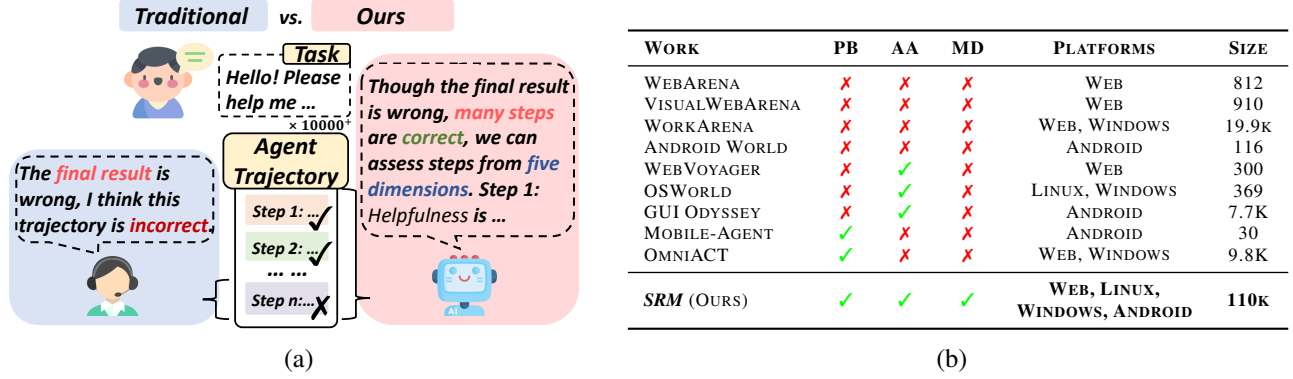 Traditional vs. Ours
Task
Hello! Please
help me ...
× 10000⁺
Agent
Trajectory
Step 1: ...
Step 2: ...
... ...
Step n:...
The final result is
wrong, I think this
trajectory is incorrect.
Though the final result
is wrong, many steps
are correct, we can
assess steps from five
dimensions. Step 1:
Helpfulness is ...
AI
(a)
WORK PB AA MD PLATFORMS SIZE
WEBARENA ✗ ✗ ✗ WEB 812
VISUALWEBARENA ✗ ✗ ✗ WEB 910
WORKARENA ✗ ✗ ✗ WEB, WINDOWS 19.9K
ANDROID WORLD ✗ ✗ ✗ ANDROID 116
WEBVOYAGER ✗ ✓ ✗ WEB 300
OSWORLD ✗ ✓ ✗ LINUX, WINDOWS 369
GUI ODYSSEY ✗ ✓ ✗ ANDROID 7.7K
MOBILE-AGENT ✓ ✗ ✗ ANDROID 30
OMNIACT ✓ ✗ ✗ WEB, WINDOWS 9.8K
SRM (OURS) ✓ ✓ ✓ WEB, LINUX, WINDOWS, ANDROID 110K
(b)